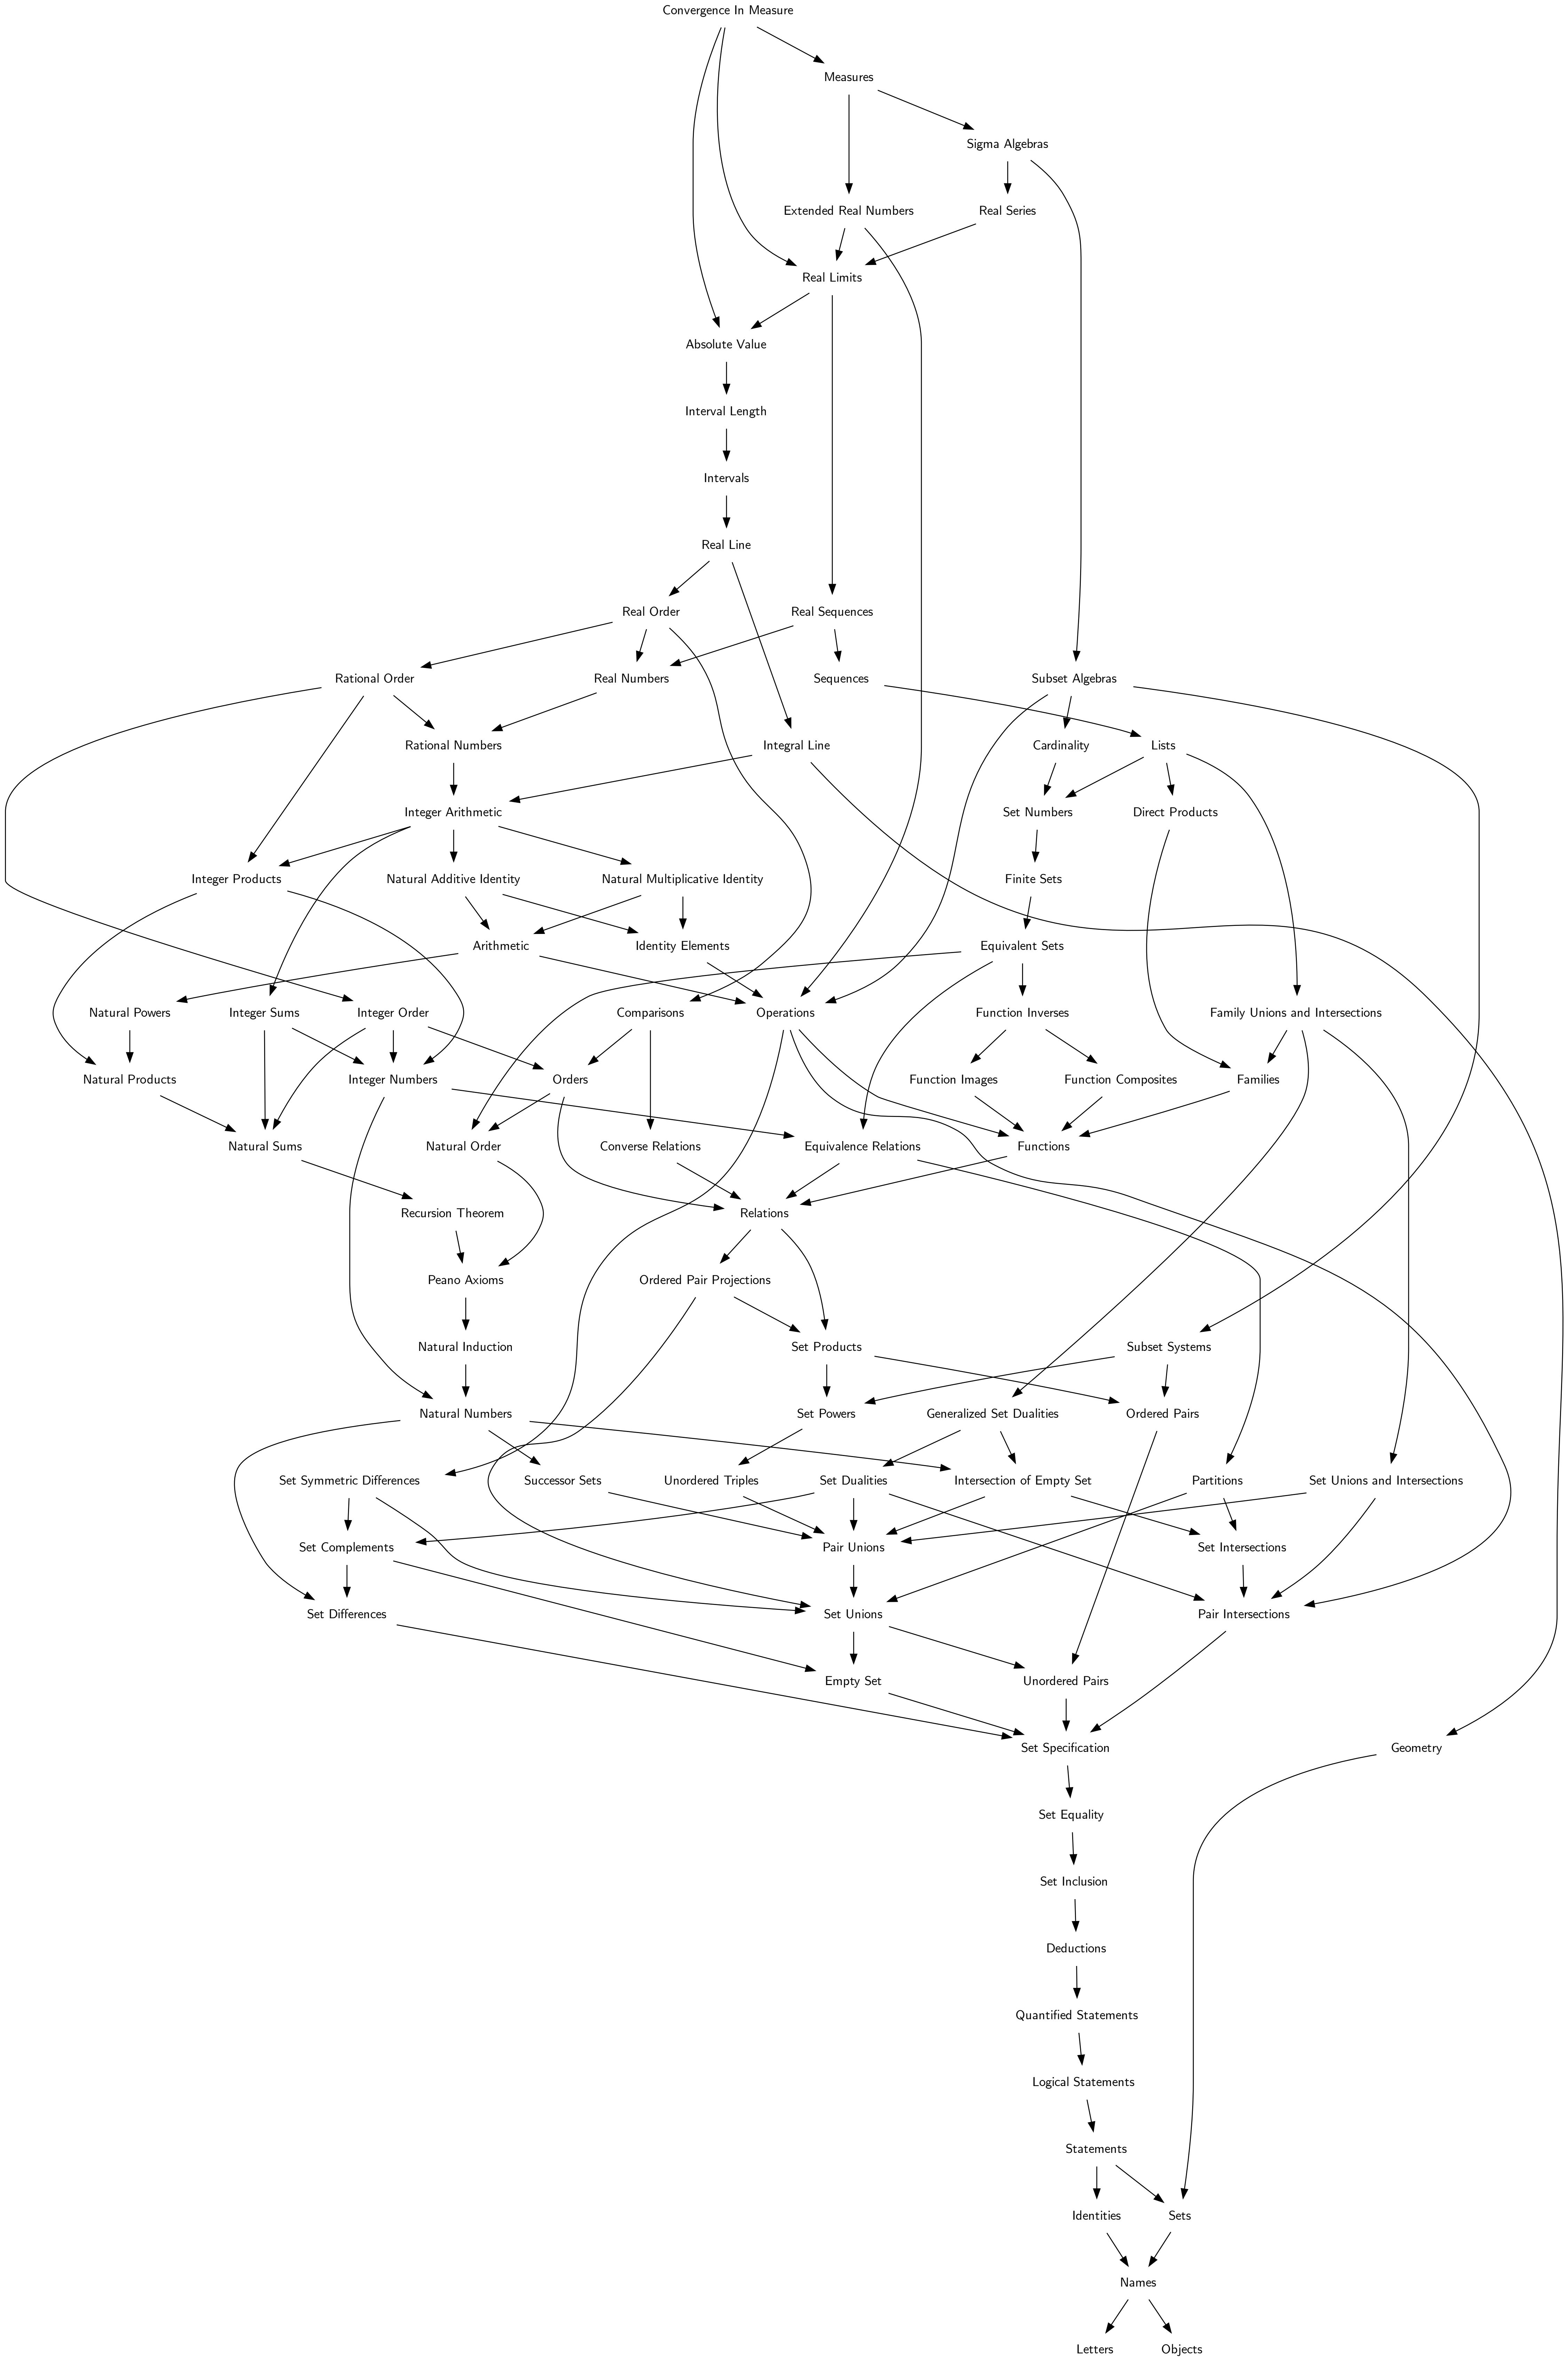 Convergence In Measure
Measures
Sigma Algebras
Extended Real Numbers
Real Series
Real Limits
Absolute Value
Interval Length
Intervals
Real Line
Real Order
Real Sequences
Rational Order
Real Numbers
Sequences
Subset Algebras
Rational Numbers
Integral Line
Cardinality
Lists
Integer Arithmetic
Set Numbers
Direct Products
Integer Products
Natural Additive Identity
Natural Multiplicative Identity
Finite Sets
Arithmetic
Identity Elements
Equivalent Sets
Natural Powers
Integer Sums
Integer Order
Comparisons
Operations
Function Inverses
Family Unions and Intersections
Natural Products
Integer Numbers
Orders
Function Images
Function Composites
Families
Natural Sums
Natural Order
Converse Relations
Equivalence Relations
Functions
Recursion Theorem
Relations
Peano Axioms
Ordered Pair Projections
Natural Induction
Set Products
Subset Systems
Natural Numbers
Set Powers
Generalized Set Dualities
Ordered Pairs
Set Symmetric Differences
Successor Sets
Unordered Triples
Set Dualities
Intersection of Empty Set
Partitions
Set Unions and Intersections
Set Complements
Pair Unions
Set Intersections
Set Differences
Set Unions
Pair Intersections
Empty Set
Unordered Pairs
Set Specification
Geometry
Set Equality
Set Inclusion
Deductions
Quantified Statements
Logical Statements
Statements
Identities
Sets
Names
Letters
Objects